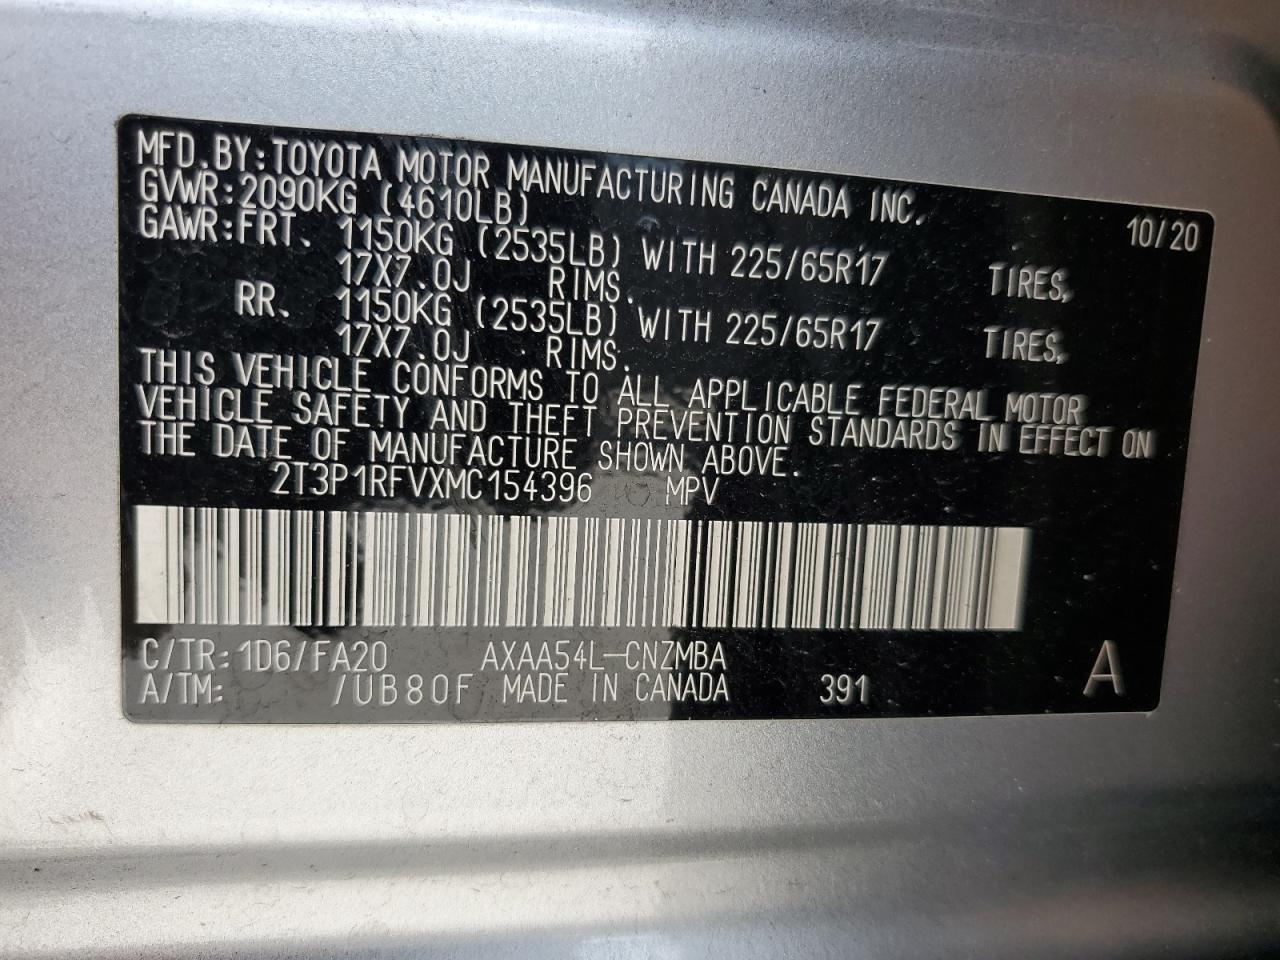 MFD.BY:TOYOTA MOTOR MANUFACTURING CANADA INC. 10/20
GVWR:2090KG (4610LB)
GAWR:FRT. 1150KG (2535LB) WITH 225/65R17 TIRES,
17X7.0J RIMS.
RR. 1150KG (2535LB) WITH 225/65R17 TIRES,
17X7.0J RIMS.
THIS VEHICLE CONFORMS TO ALL APPLICABLE FEDERAL MOTOR
VEHICLE SAFETY AND THEFT PREVENTION STANDARDS IN EFFECT ON
THE DATE OF MANUFACTURE SHOWN ABOVE.
2T3P1RFVXMC154396 MPV
C/TR:1D6/FA20 AXAA54L-CNZMBA A
A/TM: /UB80F MADE IN CANADA 391